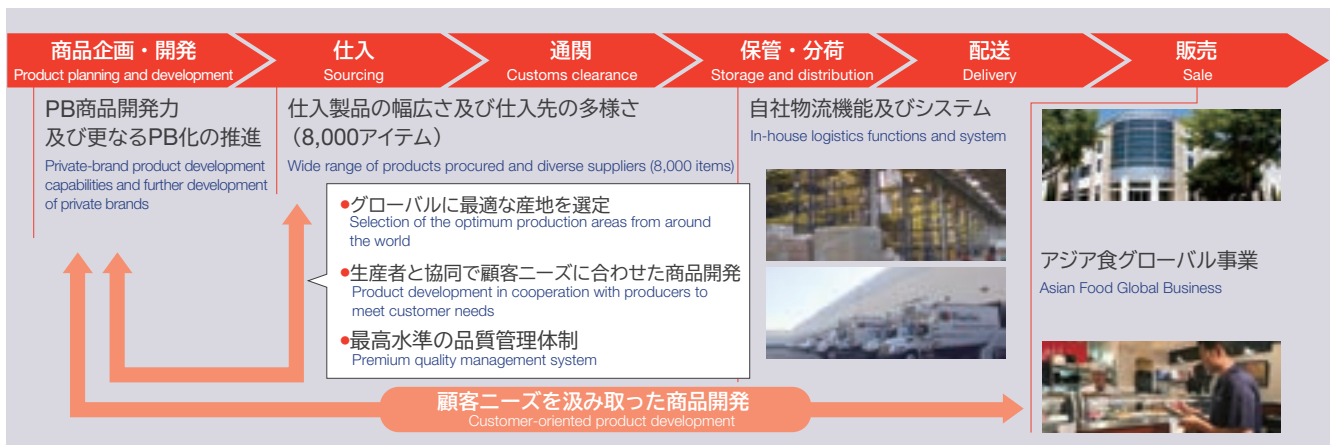 商品企画・開発
Product planning and development
仕入
Sourcing
通関
Customs clearance
保管・分荷
Storage and distribution
配送
Delivery
販売
Sale
PB商品開発力
及び更なるPB化の推進
Private-brand product development
capabilities and further development
of private brands
仕入製品の幅広さ及び仕入先の多様さ
（8,000アイテム）
Wide range of products procured and diverse suppliers (8,000 items)
●グローバルに最適な産地を選定
Selection of the optimum production areas from around
the world
●生産者と協同で顧客ニーズに合わせた商品開発
Product development in cooperation with producers to
meet customer needs
●最高水準の品質管理体制
Premium quality management system
自社物流機能及びシステム
In-house logistics functions and system
アジア食グローバル事業
Asian Food Global Business
顧客ニーズを汲み取った商品開発
Customer-oriented product development